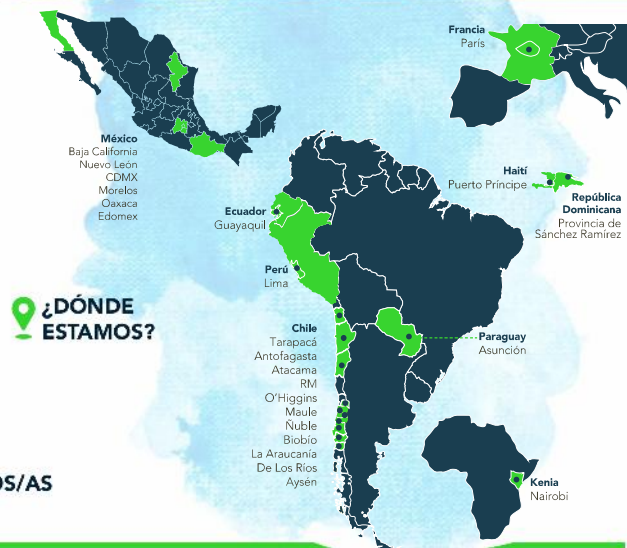 Francia
París
México
Baja California
Nuevo León
CDMX
Morelos
Oaxaca
Edomex
Haití
Puerto Príncipe
República
Dominicana
Provincia de
Sánchez Ramírez
Ecuador
Guayaquil
Perú
Lima
¿DÓNDE
ESTAMOS?
Chile
Tarapacá
Antofagasta
Atacama
RM
O’Higgins
Maule
Ñuble
Biobío
La Araucanía
De Los Ríos
Aysén
Paraguay
Asunción
OS/AS
Kenia
Nairobi